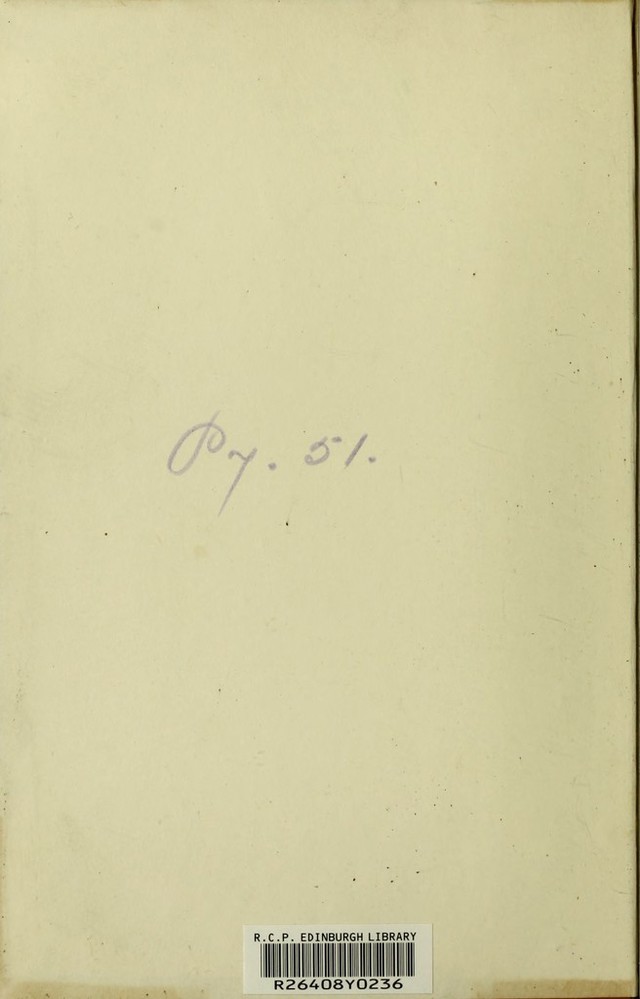 Py. 51.
R.C.P. EDINBURGH LIBRARY
R26408Y0236